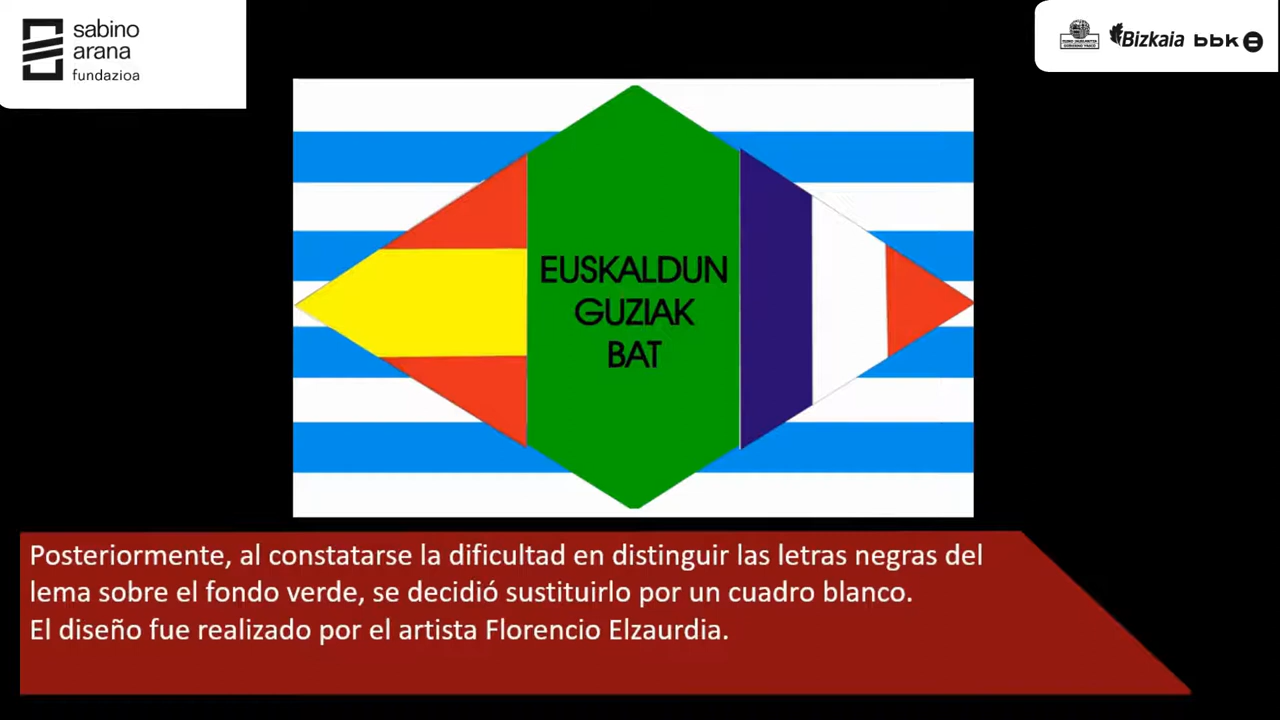 sabino
arana
fundazioa
Bizkaia
bbk
EUSKALDUN
GUZIAK
BAT
Posteriormente, al constatarse la dificultad en distinguir las letras negras del
lema sobre el fondo verde, se decidió sustituirlo por un cuadro blanco.
El diseño fue realizado por el artista Florencio Elzaurdia.